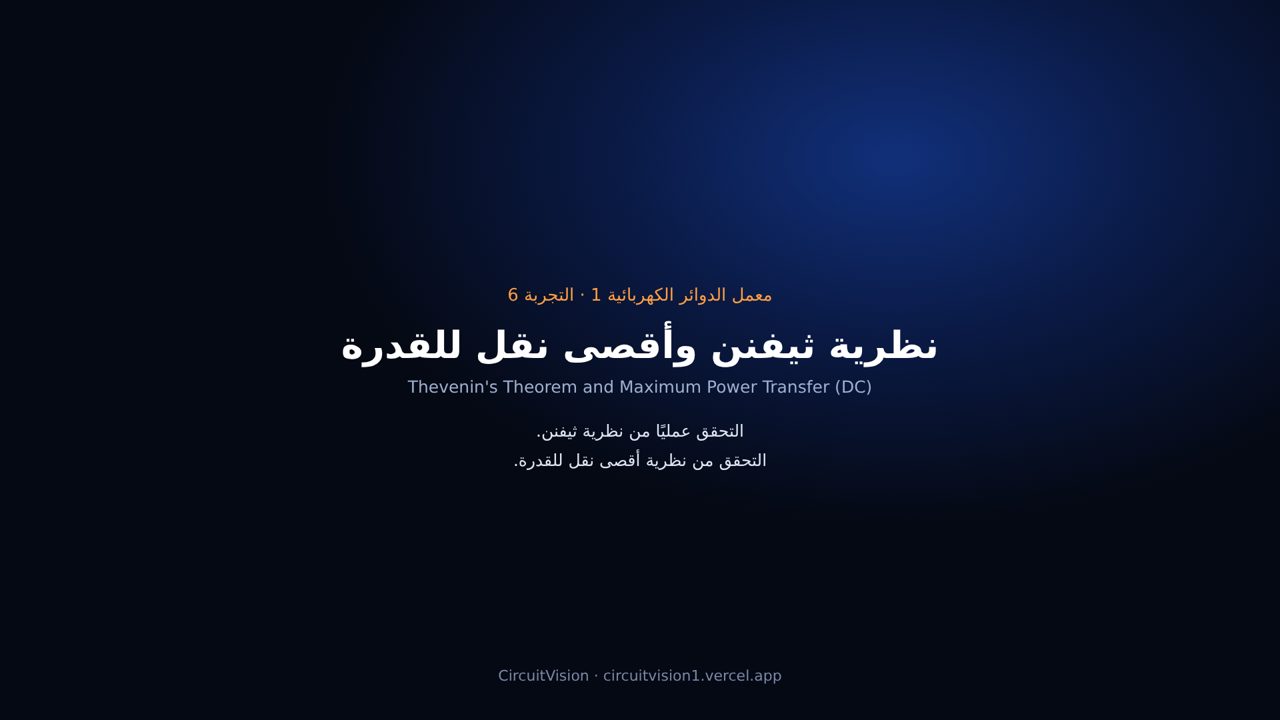 معمل الدوائر الكهربائية 1 · التجربة 6
نظرية ثيفنن وأقصى نقل للقدرة
Thevenin's Theorem and Maximum Power Transfer (DC)
التحقق عمليًا من نظرية ثيفنن.
التحقق من نظرية أقصى نقل للقدرة.
CircuitVision · circuitvision1.vercel.app